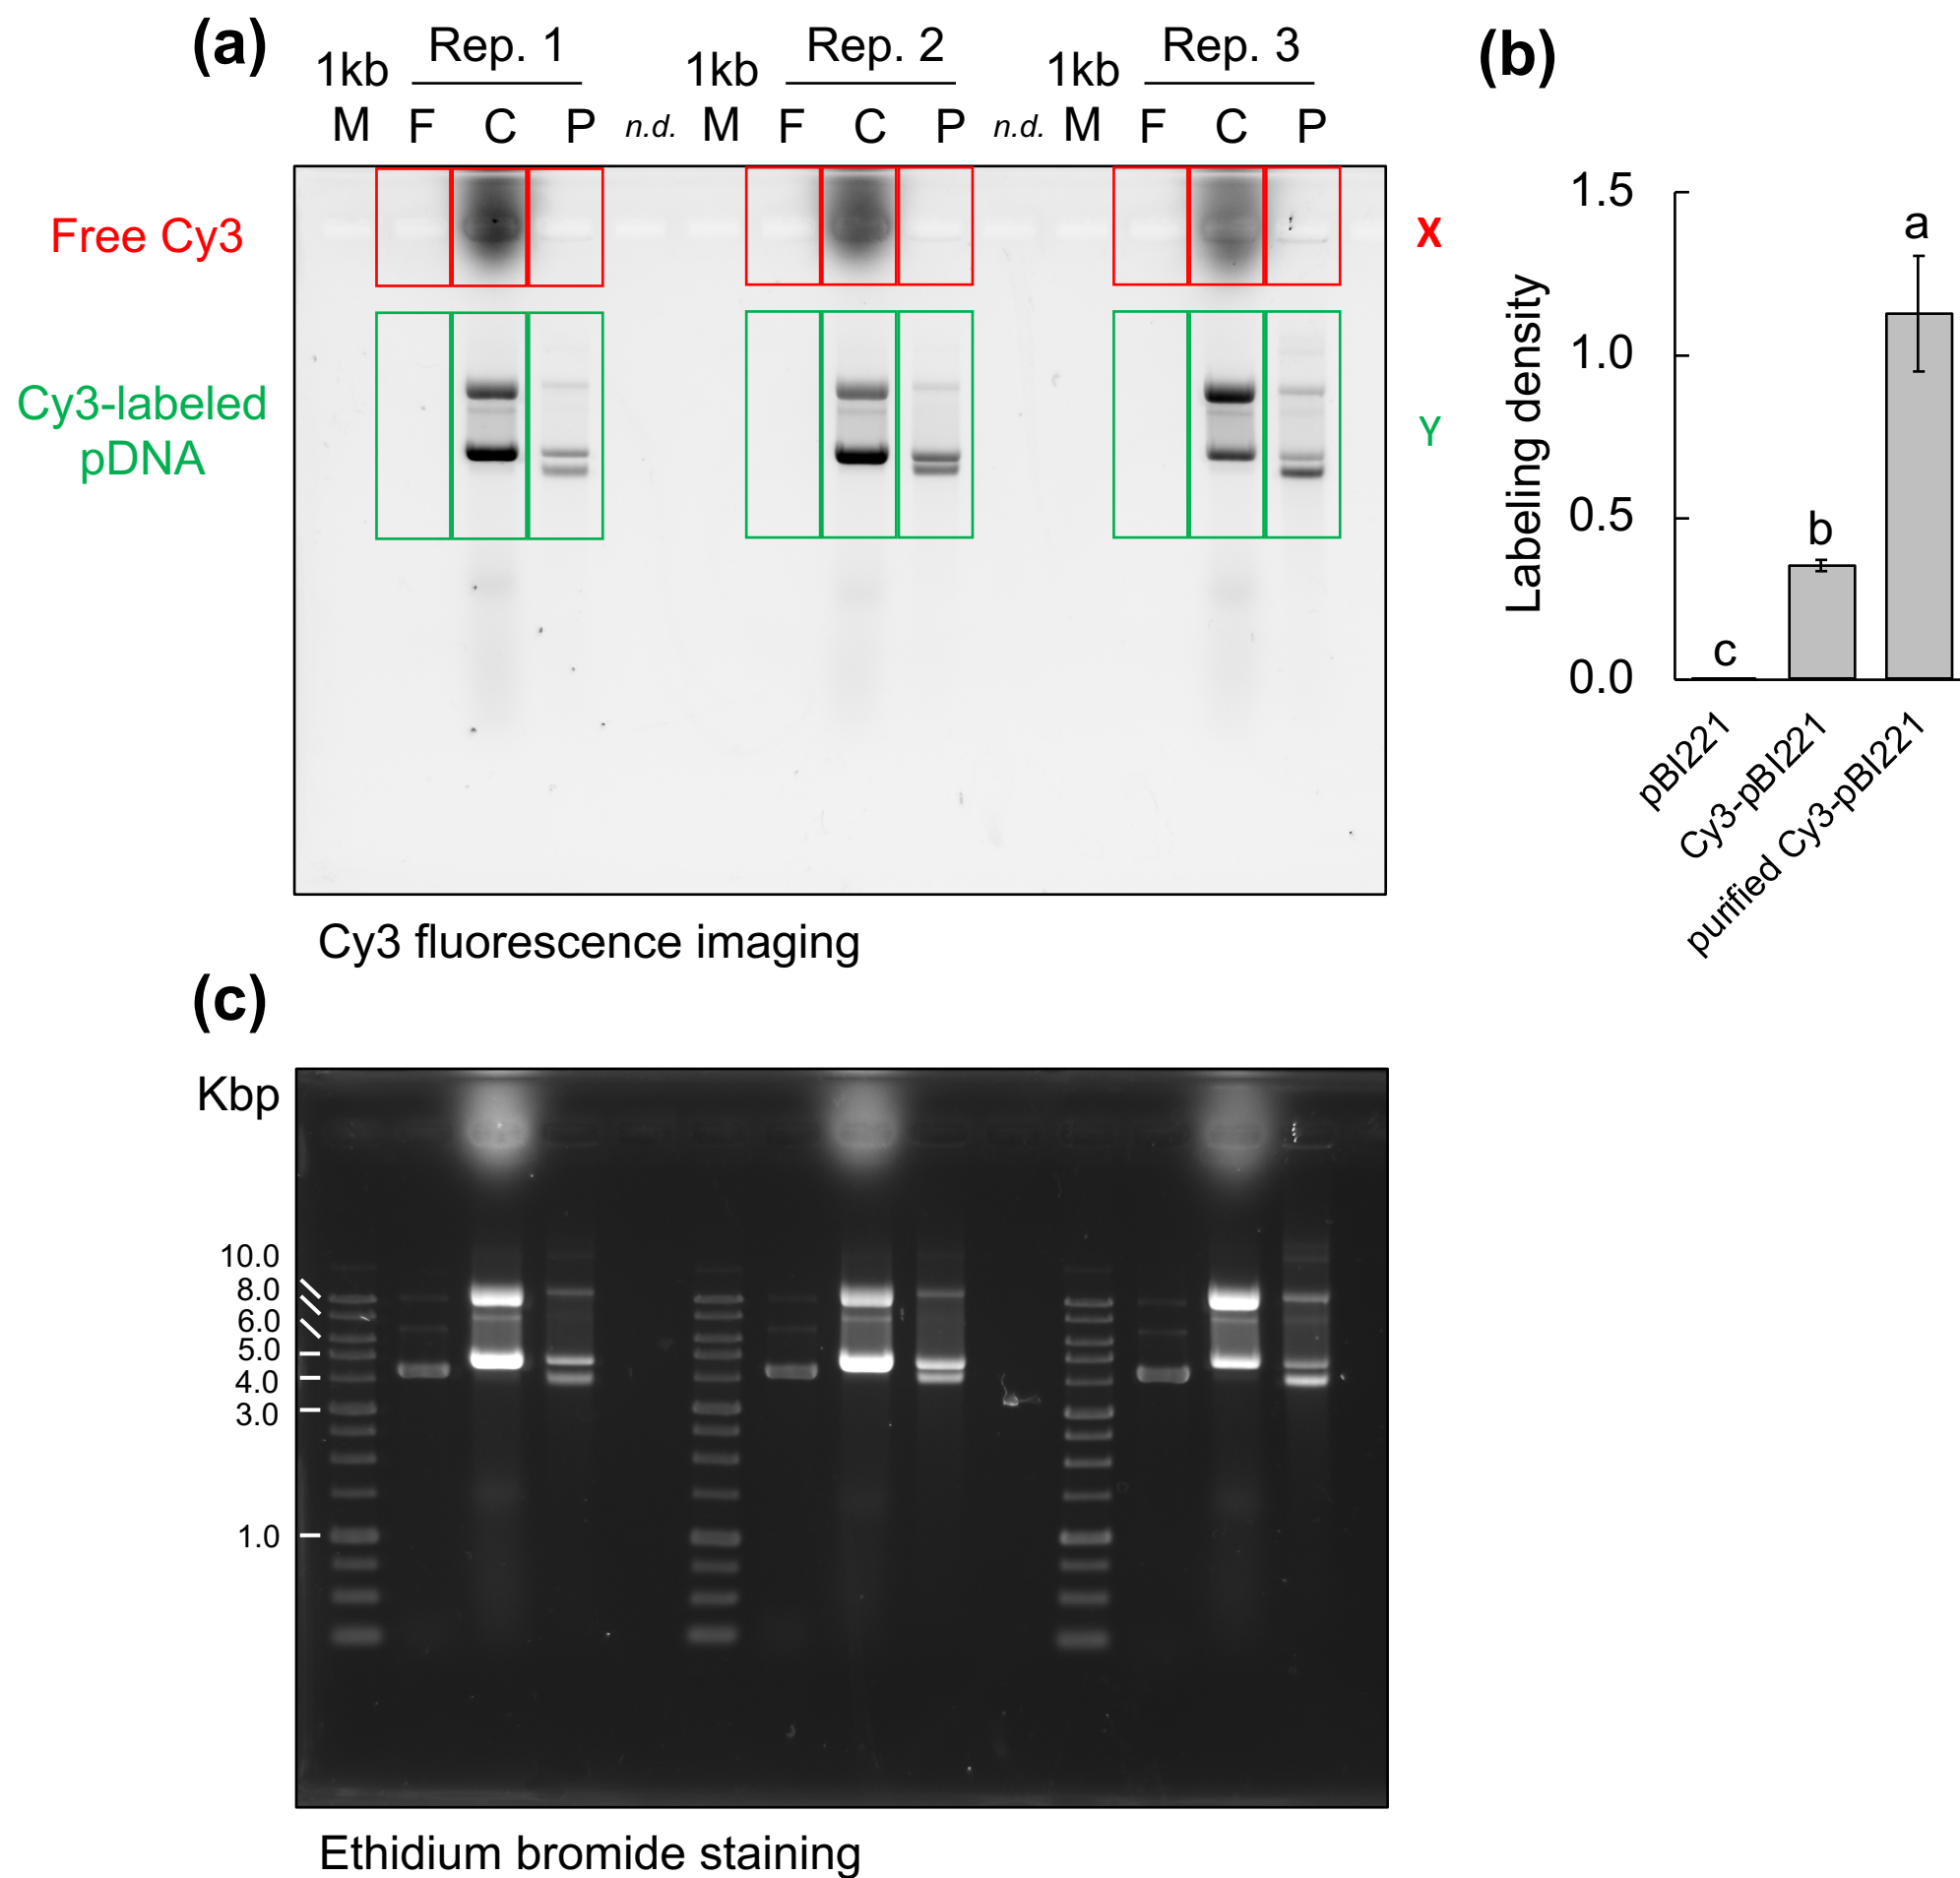 (a)
Rep. 1 Rep. 2 Rep. 3
1kb 1kb 1kb
M F C P n.d. M F C P n.d. M F C P
Free Cy3
X
Cy3-labeled
pDNA
Y
Cy3 fluorescence imaging
(b)
Labeling density
1.5
1.0
0.5
0.0
a
b
c
pBI221
Cy3-pBI221
purified Cy3-pBI221
(c)
Kbp
10.0
8.0
6.0
5.0
4.0
3.0
1.0
Ethidium bromide staining